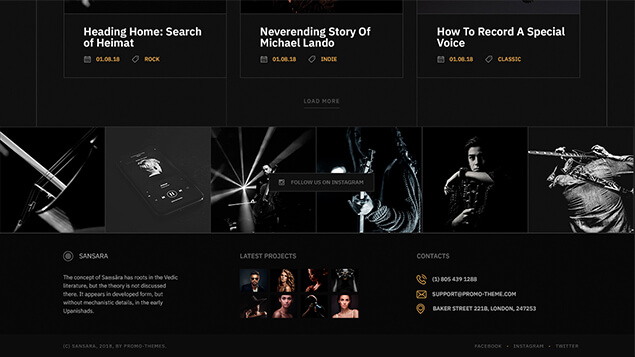 Heading Home: Search
of Heimat
01.08.18 ROCK
Neverending Story Of
Michael Lando
01.08.18 INDIE
How To Record A Special
Voice
01.08.18 CLASSIC
LOAD MORE
FOLLOW US ON INSTAGRAM
SANSARA
The concept of Saṃsāra has roots in the Vedic
literature, but the theory is not discussed
there. It appears in developed form, but
without mechanistic details, in the early
Upanishads.
LATEST PROJECTS
CONTACTS
(1) 805 439 1288
SUPPORT@PROMO-THEME.COM
BAKER STREET 221B, LONDON, 247253
(C) SANSARA, 2018, BY PROMO-THEMES.
FACEBOOK • INSTAGRAM • TWITTER